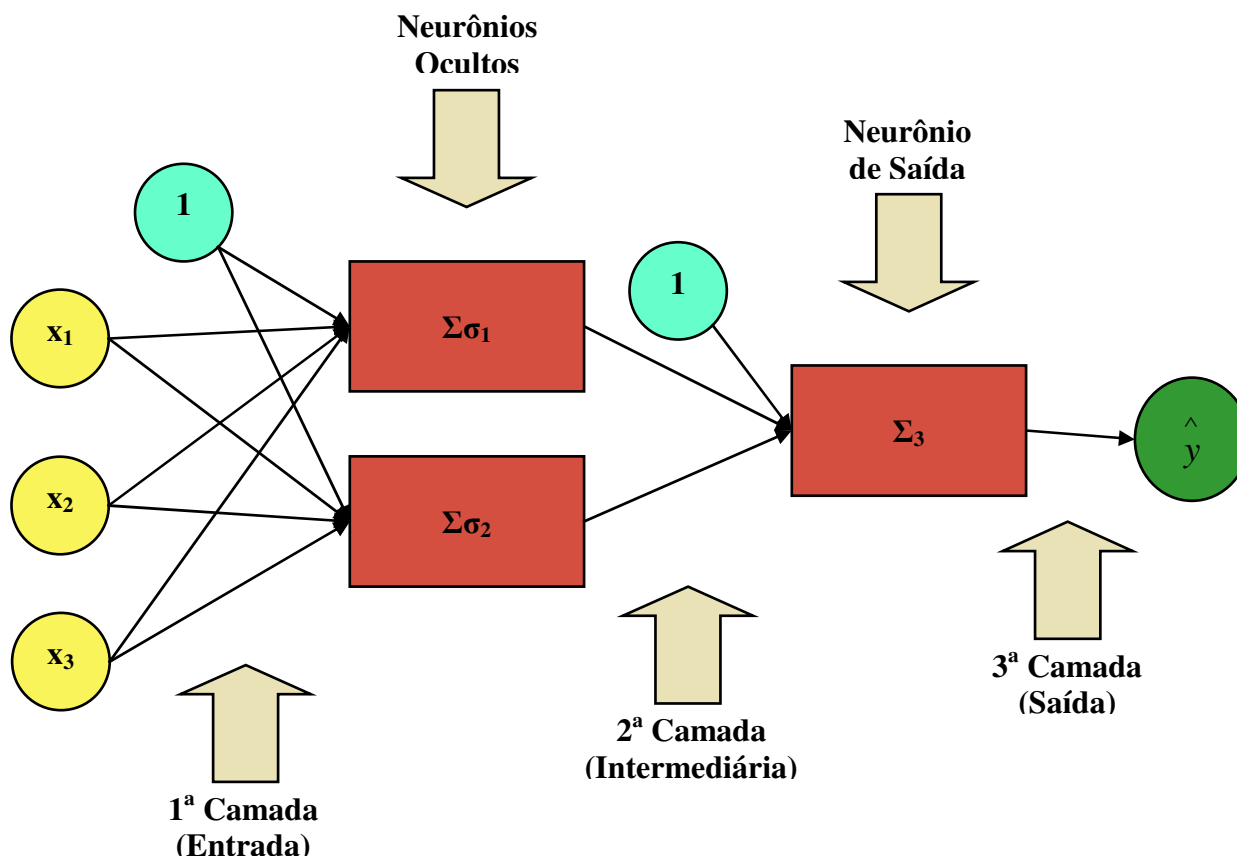 Neurônios
Ocultos
Neurônio
de Saída
1
1
x₁
Σσ₁
Σ₃
ŷ
x₂
Σσ₂
x₃
3ª Camada
(Saída)
2ª Camada
(Intermediária)
1ª Camada
(Entrada)